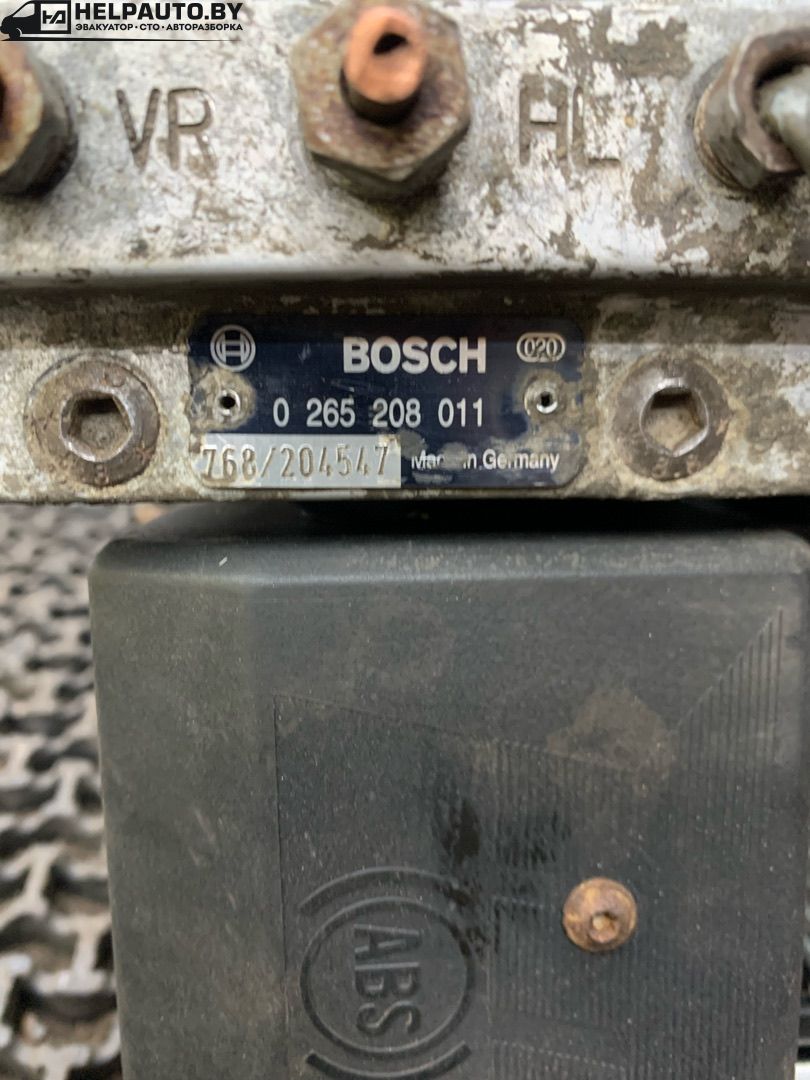 HELPAUTO.BY
ЭВАКУАТОР·СТО·АВТОРАЗБОРКА
VR HL
BOSCH 020
0 265 208 011
768/204547 Made in Germany
ABS